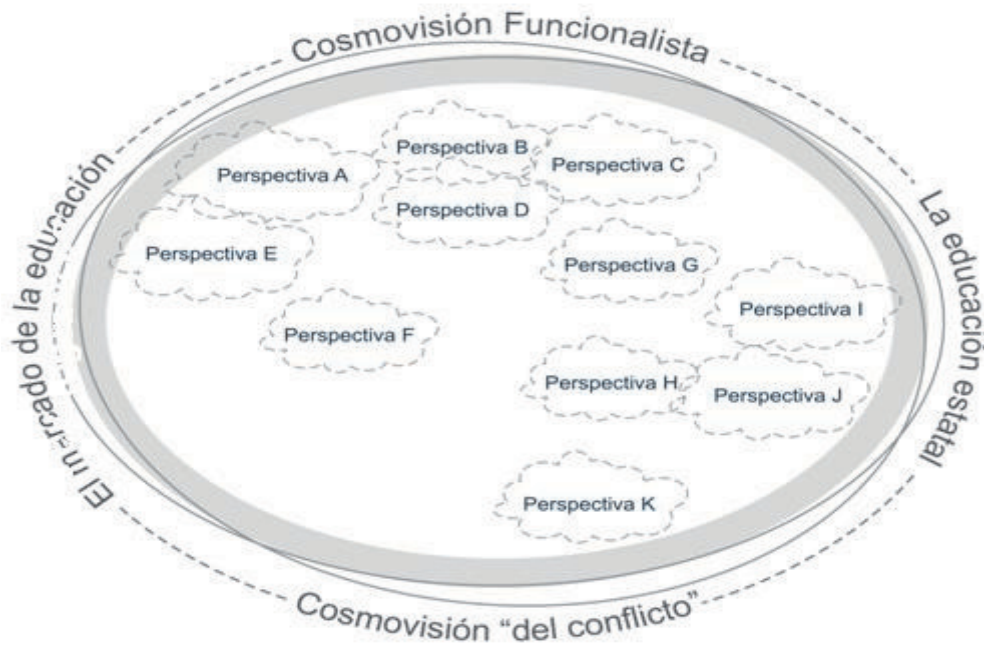 Cosmovisión Funcionalista
El mercado de la educación
La educación estatal
Perspectiva A
Perspectiva B
Perspectiva C
Perspectiva D
Perspectiva E
Perspectiva G
Perspectiva F
Perspectiva I
Perspectiva H
Perspectiva J
Perspectiva K
Cosmovisión “del conflicto”